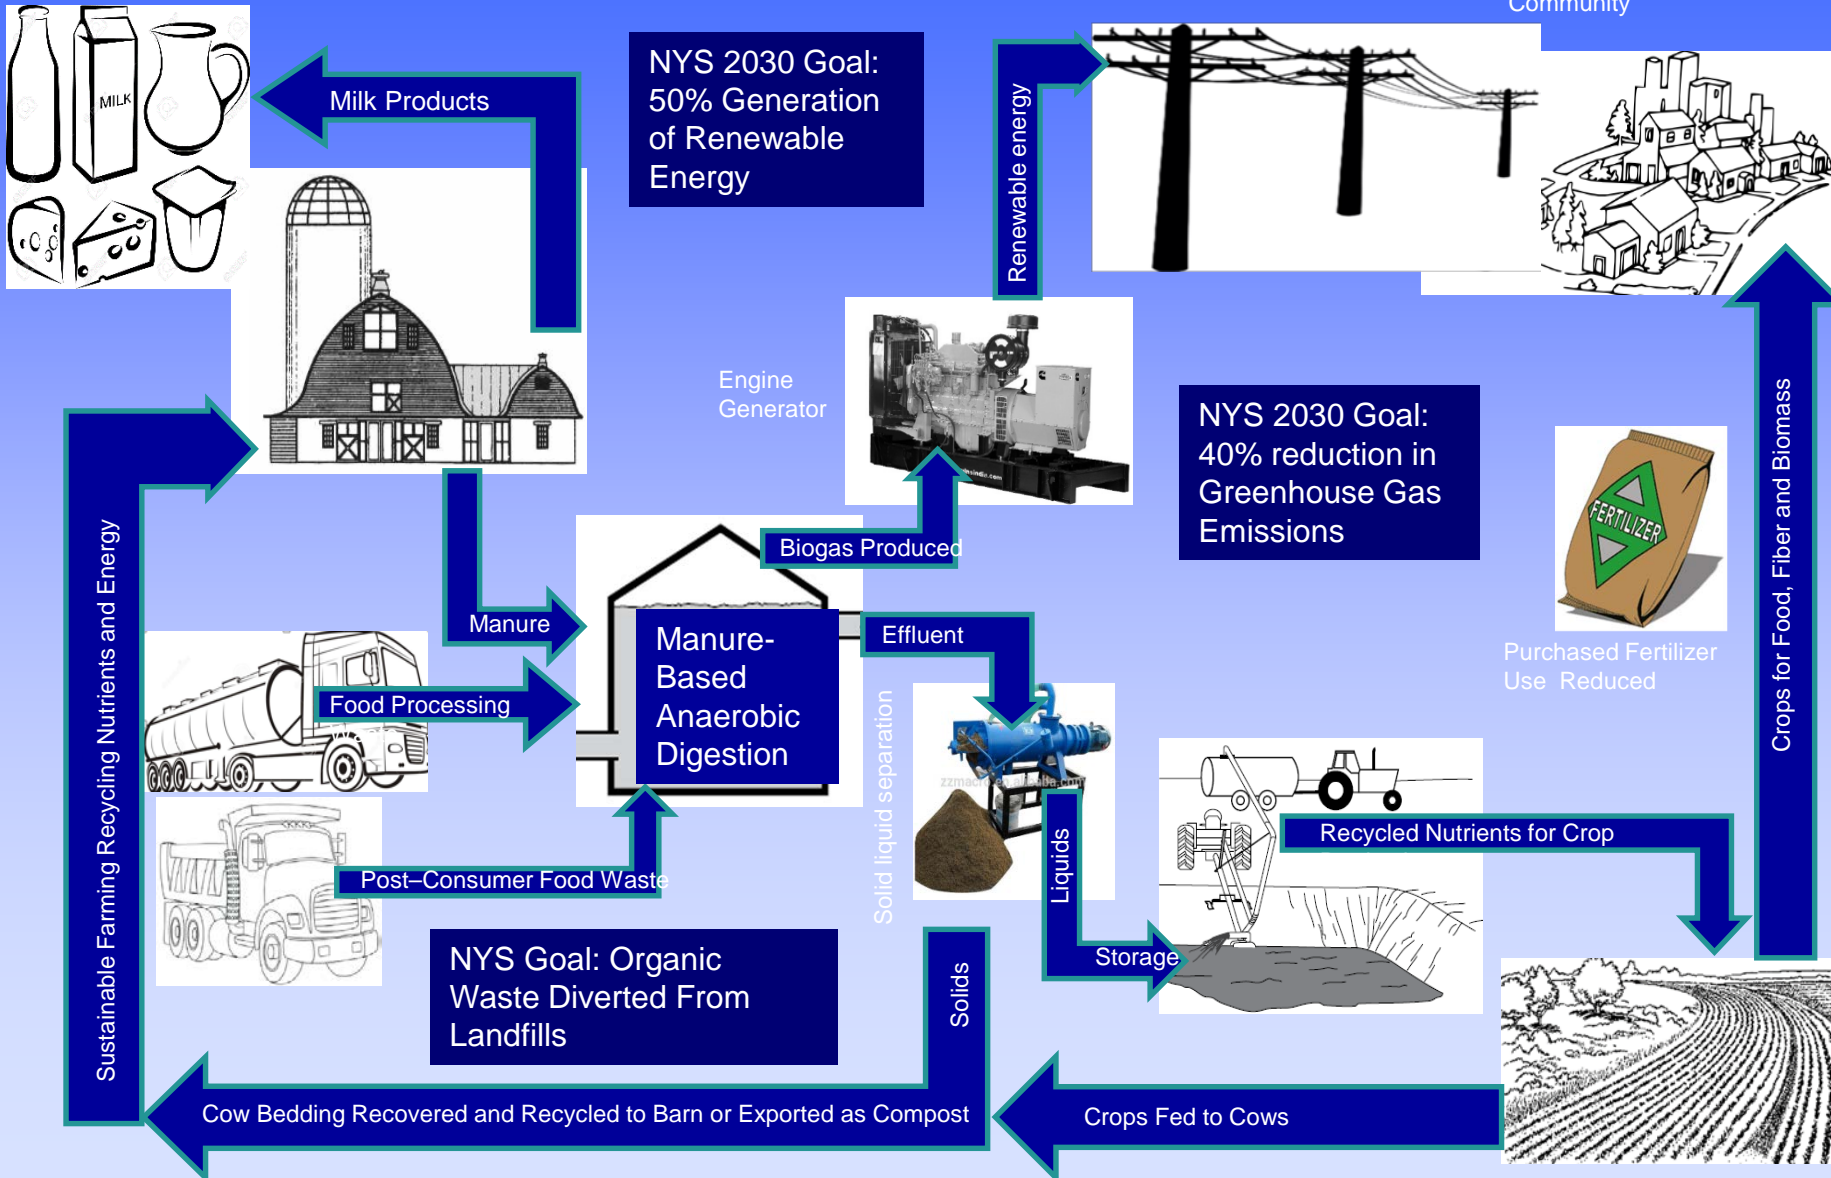 Community
MILK
Milk Products
NYS 2030 Goal:
50% Generation
of Renewable
Energy
Renewable energy
Engine
Generator
NYS 2030 Goal:
40% reduction in
Greenhouse Gas
Emissions
FERTILIZER
Purchased Fertilizer
Use Reduced
Crops for Food, Fiber and Biomass
Biogas Produced
Manure
Manure-
Based
Anaerobic
Digestion
Effluent
Food Processing
Post–Consumer Food Waste
Sustainable Farming Recycling Nutrients and Energy
Solid liquid separation
Liquids
Storage
Recycled Nutrients for Crop
NYS Goal: Organic
Waste Diverted From
Landfills
Solids
Cow Bedding Recovered and Recycled to Barn or Exported as Compost
Crops Fed to Cows